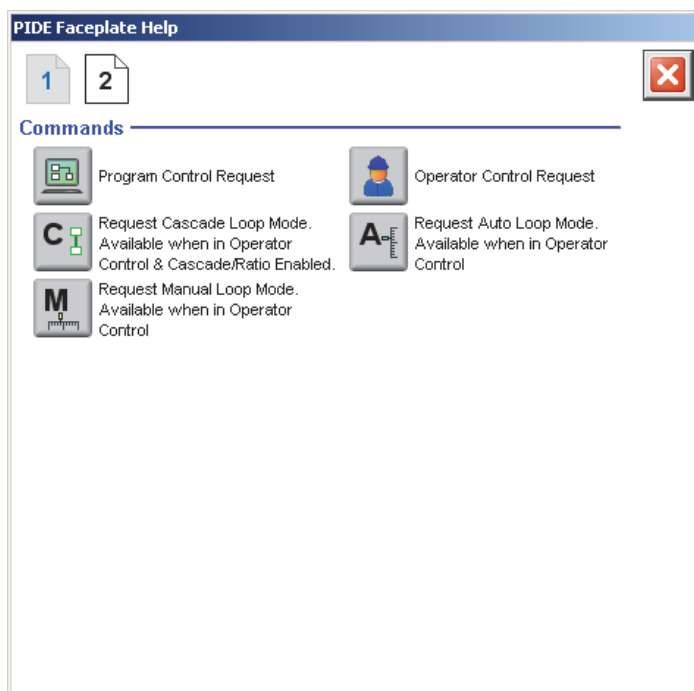 PIDE Faceplate Help
1
2
Commands
Program Control Request
Operator Control Request
C
Request Cascade Loop Mode.
Available when in Operator
Control & Cascade/Ratio Enabled.
A
Request Auto Loop Mode.
Available when in Operator
Control
M
Request Manual Loop Mode.
Available when in Operator
Control